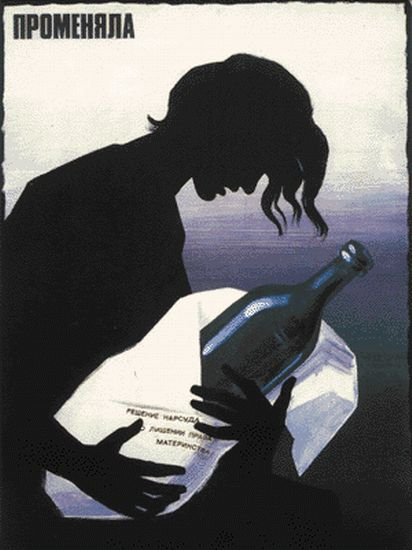 ПРОМЕНЯЛА
РЕШЕНИЕ НАРСУДА
О ЛИШЕНИИ ПРАВА
МАТЕРИНСТВА